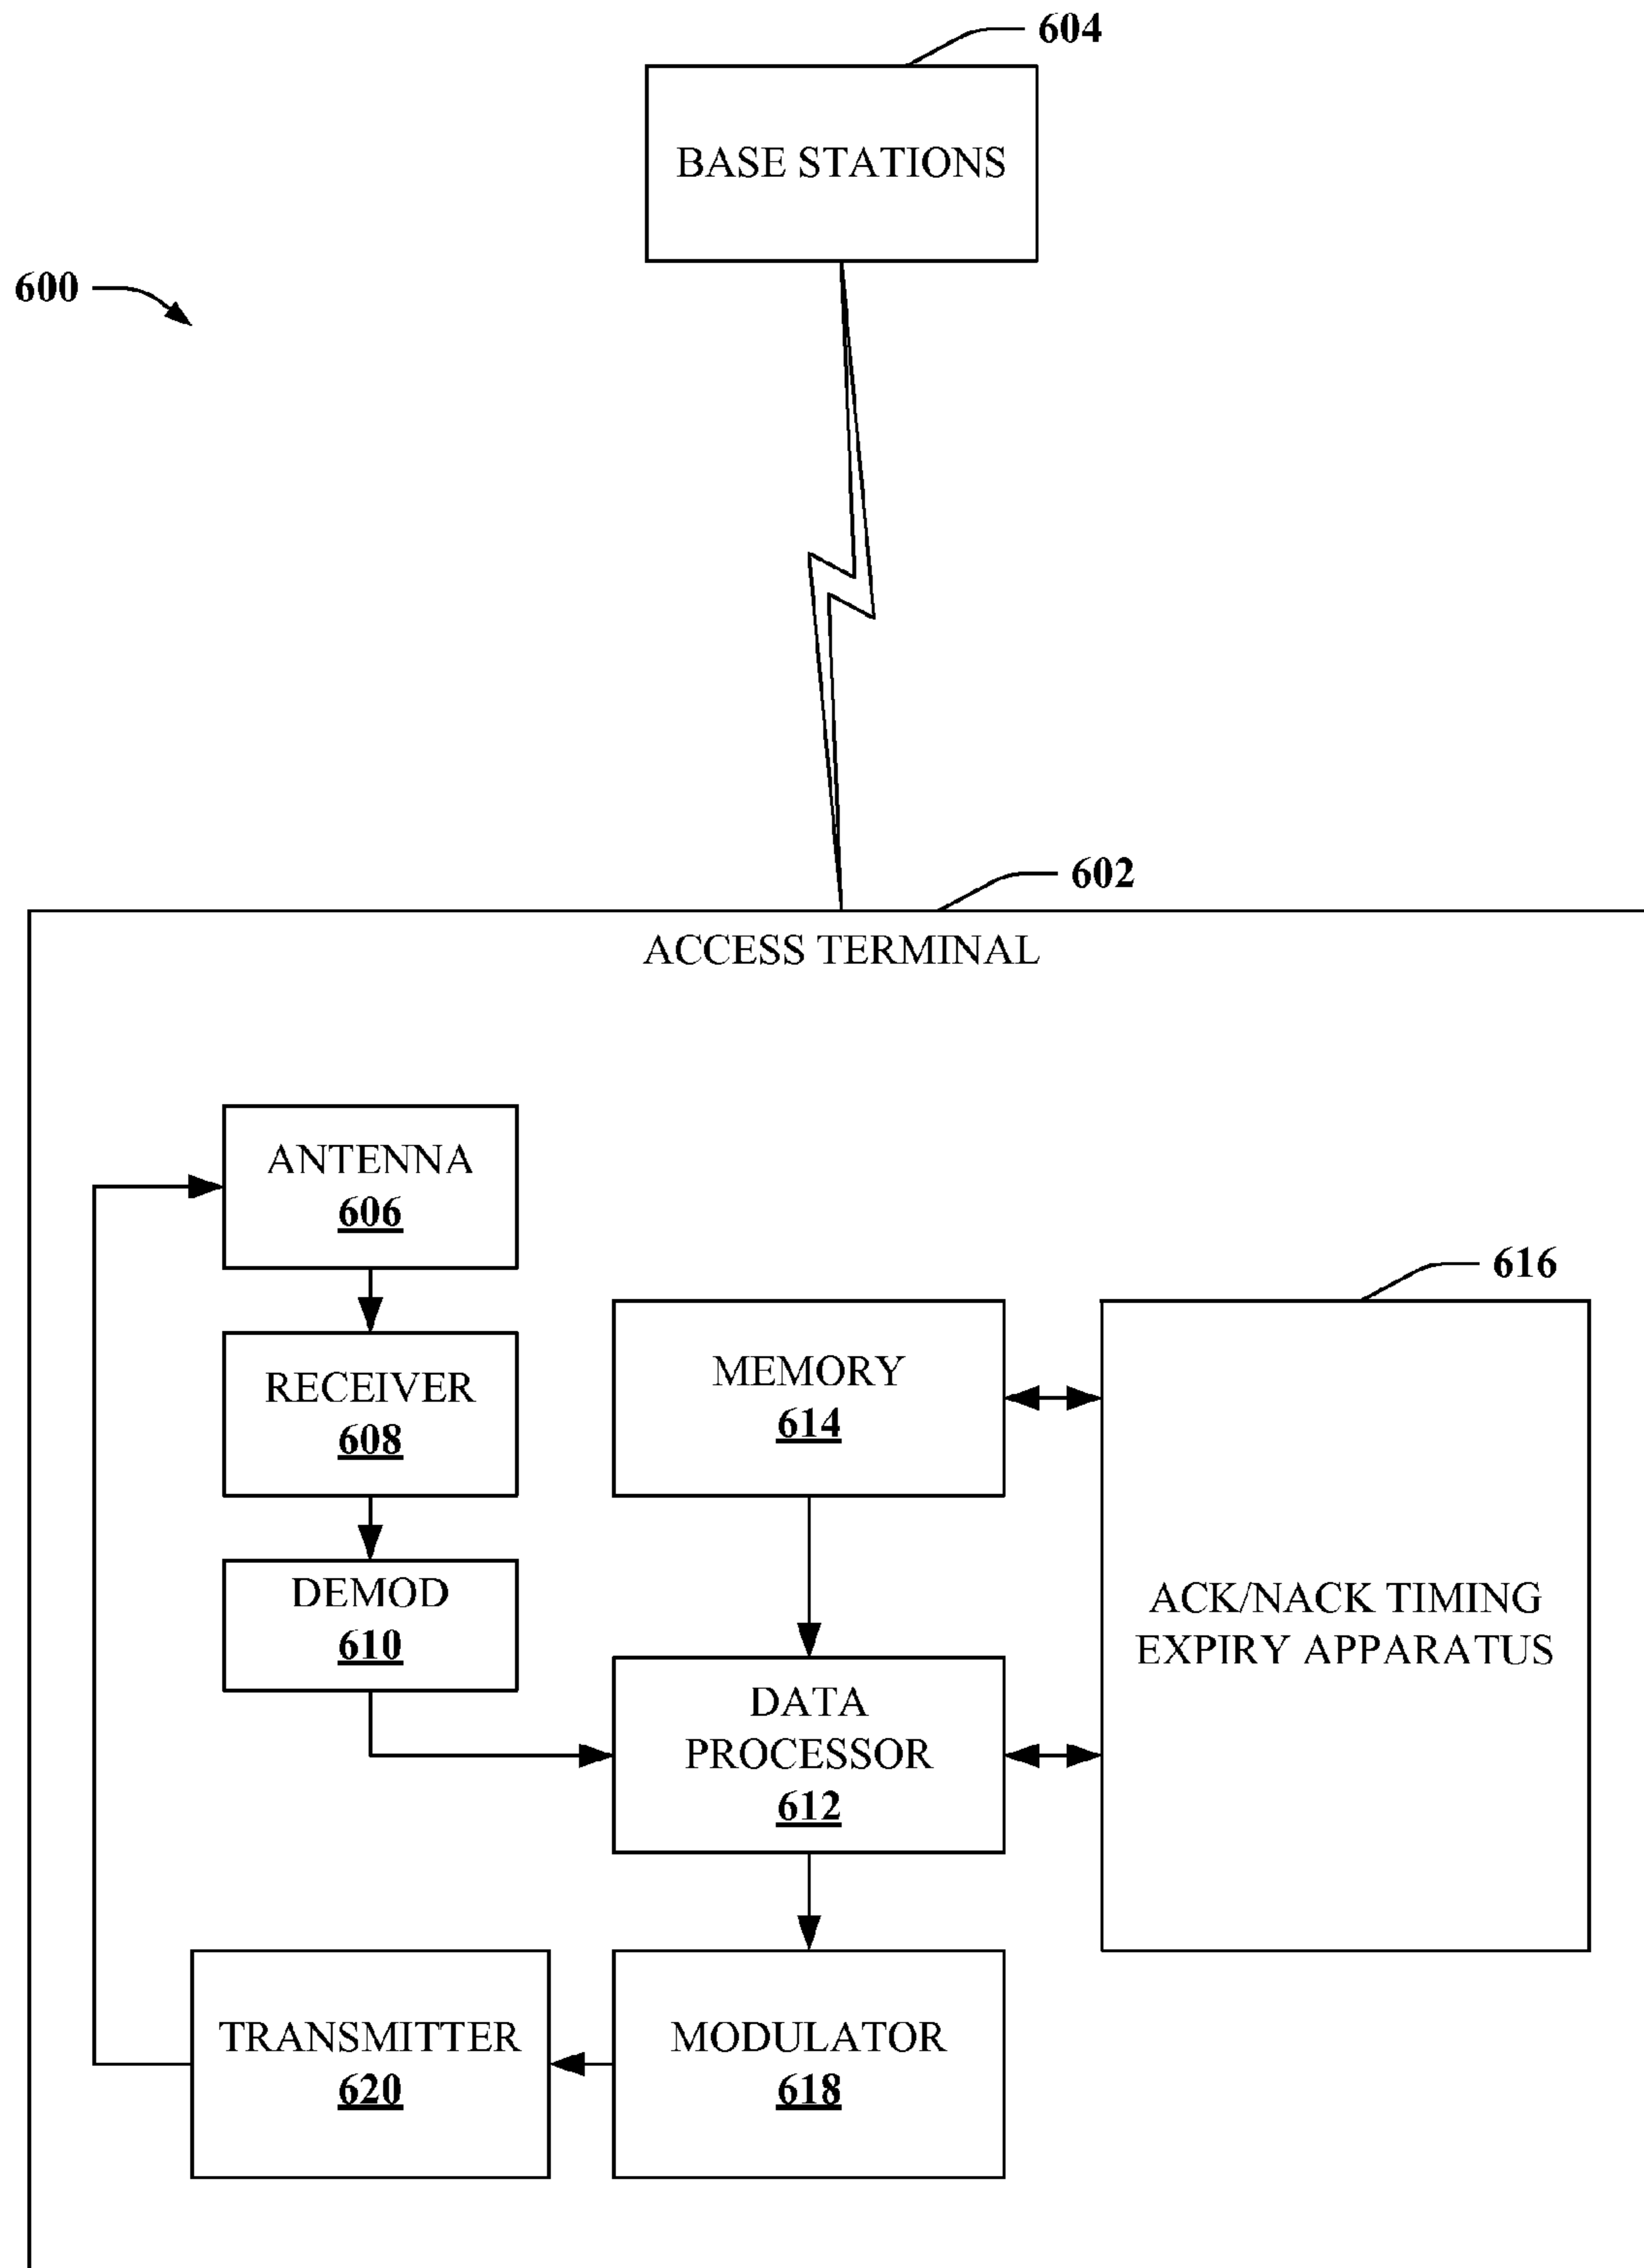 604
BASE STATIONS
600
602
ACCESS TERMINAL
ANTENNA
606
616
RECEIVER
608
MEMORY
614
DEMOD
610
ACK/NACK TIMING
EXPIRY APPARATUS
DATA
PROCESSOR
612
TRANSMITTER
620
MODULATOR
618